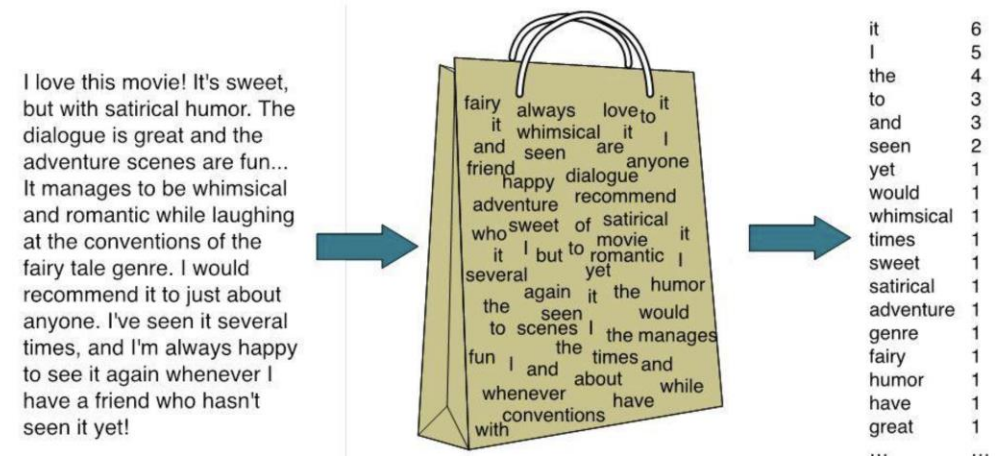 I love this movie! It's sweet,
but with satirical humor. The
dialogue is great and the
adventure scenes are fun...
It manages to be whimsical
and romantic while laughing
at the conventions of the
fairy tale genre. I would
recommend it to just about
anyone. I've seen it several
times, and I'm always happy
to see it again whenever I
have a friend who hasn't
seen it yet!
fairy always love to it
it whimsical it I
and seen are anyone
friend happy dialogue
adventure recommend
who sweet of satirical
it I but to movie it
romantic I
several yet
again it the humor
the seen would
to scenes I the manages
fun I and the times and
about while
whenever have
conventions
with
it 6
I 5
the 4
to 3
and 3
seen 2
yet 1
would 1
whimsical 1
times 1
sweet 1
satirical 1
adventure 1
genre 1
fairy 1
humor 1
have 1
great 1
... ...